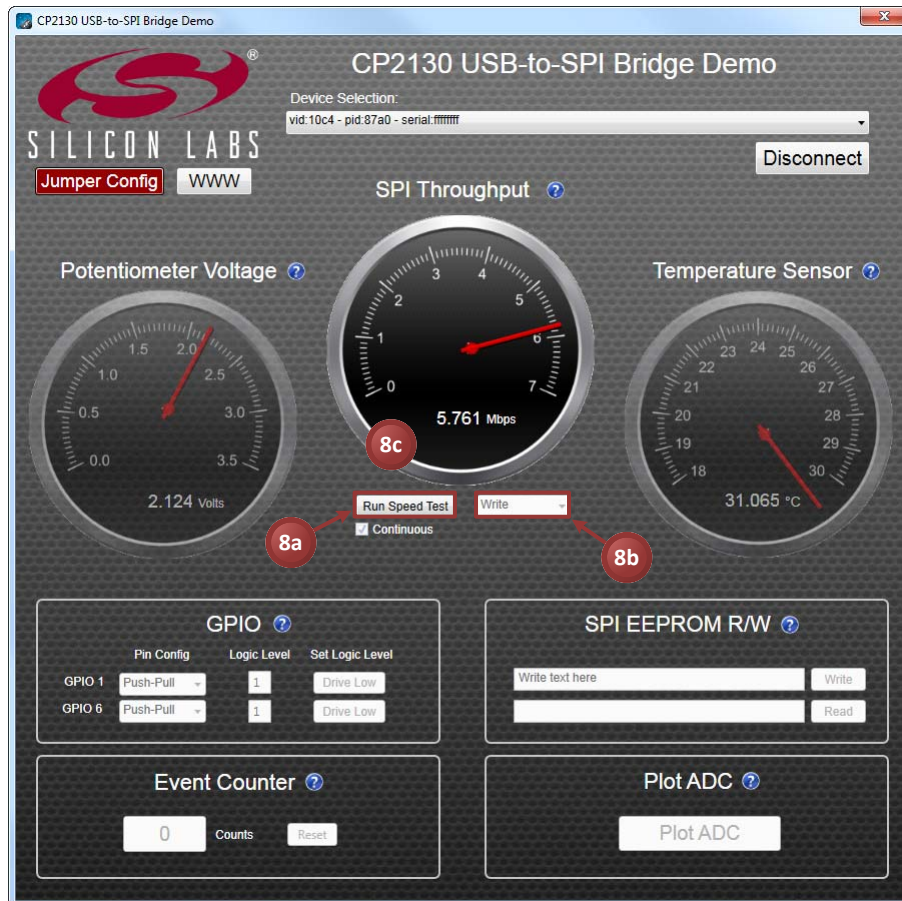 CP2130 USB-to-SPI Bridge Demo
x
®
SILICON LABS
CP2130 USB-to-SPI Bridge Demo
Device Selection:
vid:10c4 - pid:87a0 - serial:ffffffff
Disconnect
Jumper Config WWW
SPI Throughput ?
Potentiometer Voltage ?
Temperature Sensor ?
0 1 2 3 4 5 6 7
5.761 Mbps
0.0 0.5 1.0 1.5 2.0 2.5 3.0 3.5
2.124 Volts
18 19 20 21 22 23 24 25 26 27 28 29 30
31.065 °C
8c
Run Speed Test Write
Continuous
8a
8b
GPIO ?
Pin Config Logic Level Set Logic Level
GPIO 1 Push-Pull 1 Drive Low
GPIO 6 Push-Pull 1 Drive Low
SPI EEPROM R/W ?
Write text here Write
Read
Event Counter ?
0 Counts Reset
Plot ADC ?
Plot ADC